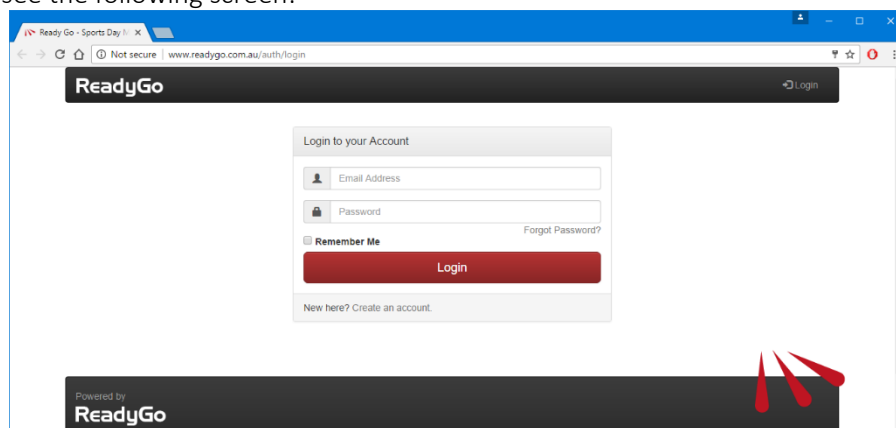 see the following screen:
Ready Go - Sports Day M
Not secure | www.readygo.com.au/auth/login
ReadyGo
Login
Login to your Account
Email Address
Password
Forgot Password?
Remember Me
Login
New here? Create an account.
Powered by
ReadyGo